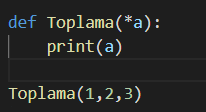 def Toplama(*a):
    print(a)

Toplama(1,2,3)